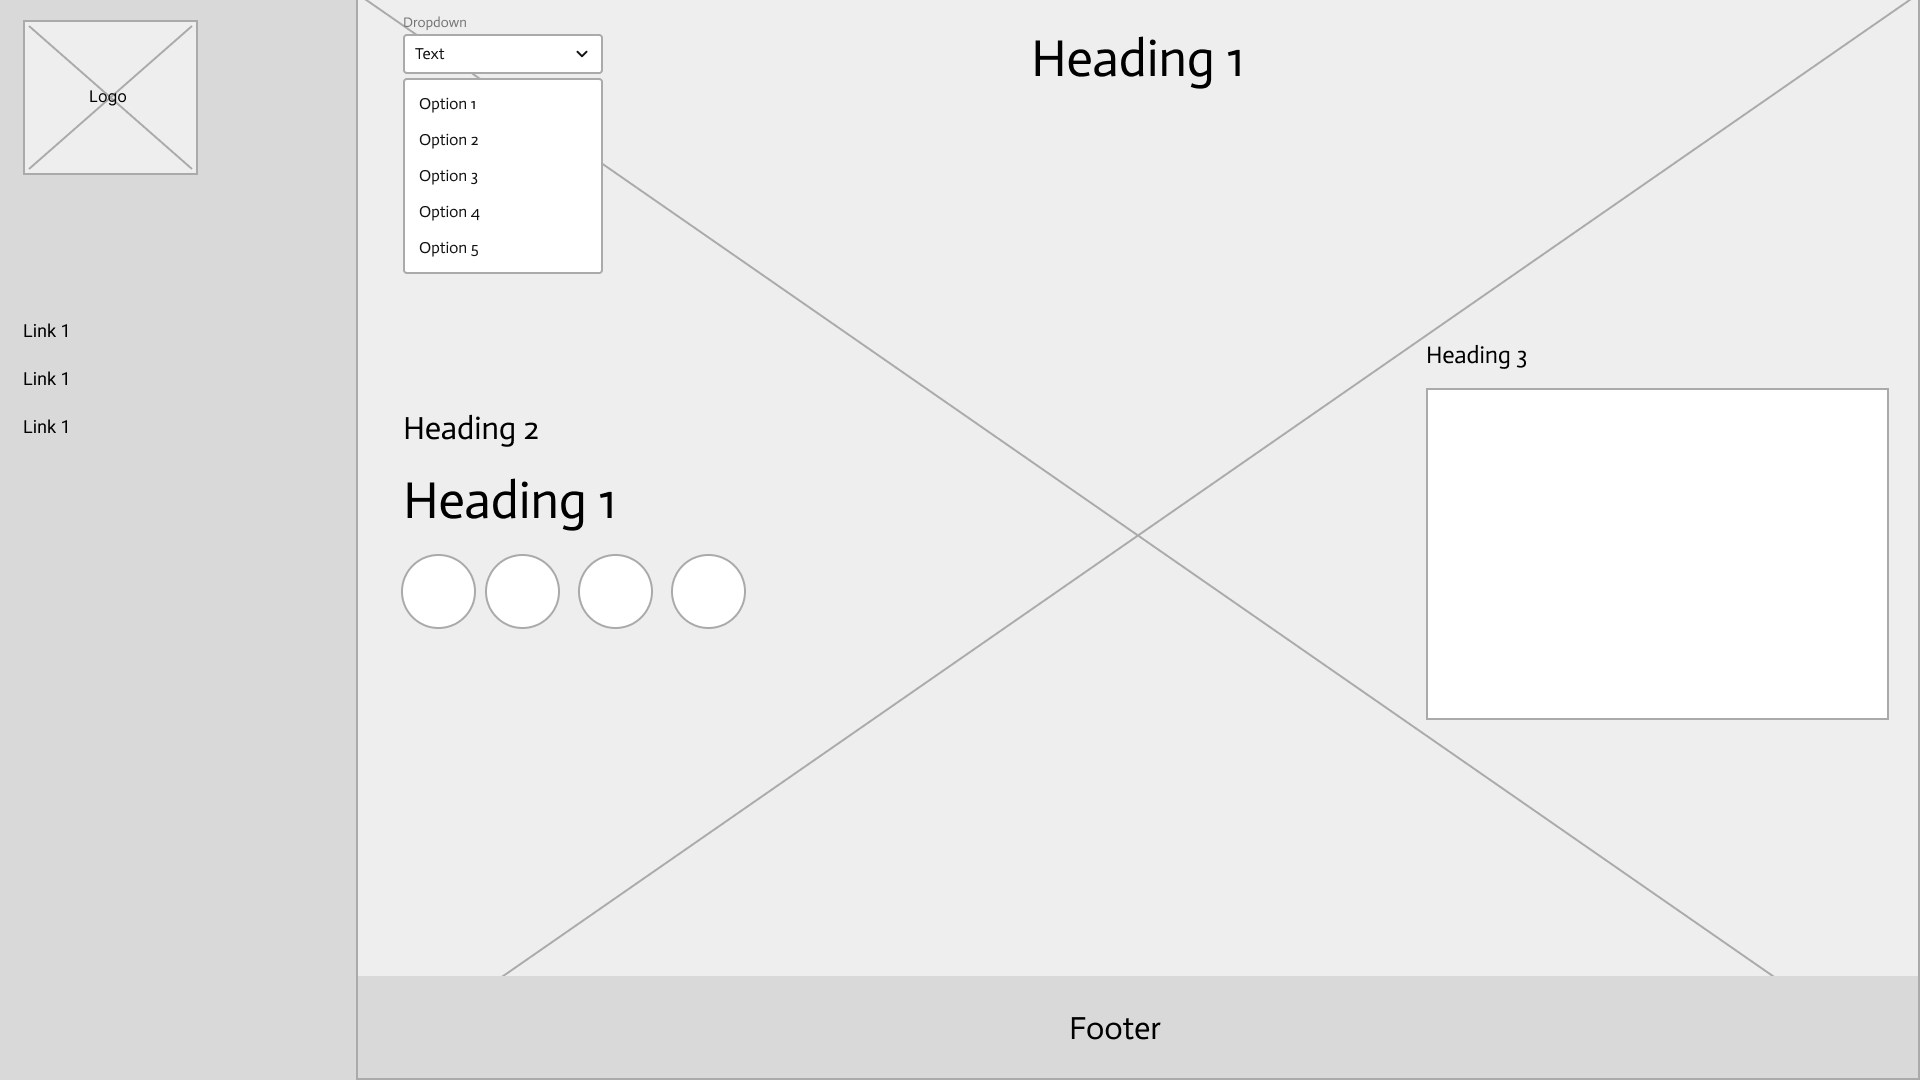 Logo
Link 1
Link 1
Link 1
Dropdown
Text
Option 1
Option 2
Option 3
Option 4
Option 5
Heading 1
Heading 2
Heading 1
Heading 3
Footer